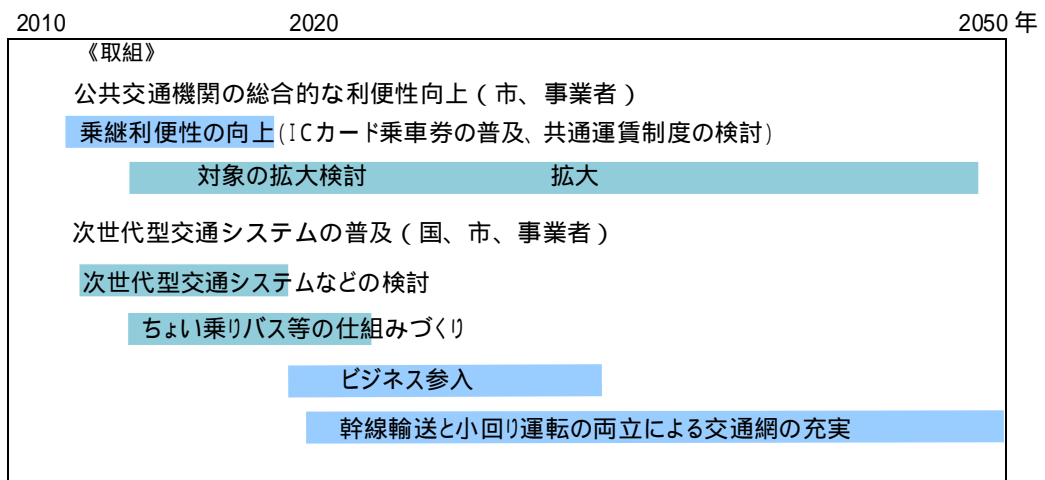 2010 2020 2050 年
《取組》
公共交通機関の総合的な利便性向上（市、事業者）
乗継利便性の向上(ICカード乗車券の普及、共通運賃制度の検討)
対象の拡大検討 拡大
次世代型交通システムの普及（国、市、事業者）
次世代型交通システムなどの検討
ちょい乗りバス等の仕組みづくり
ビジネス参入
幹線輸送と小回り運転の両立による交通網の充実